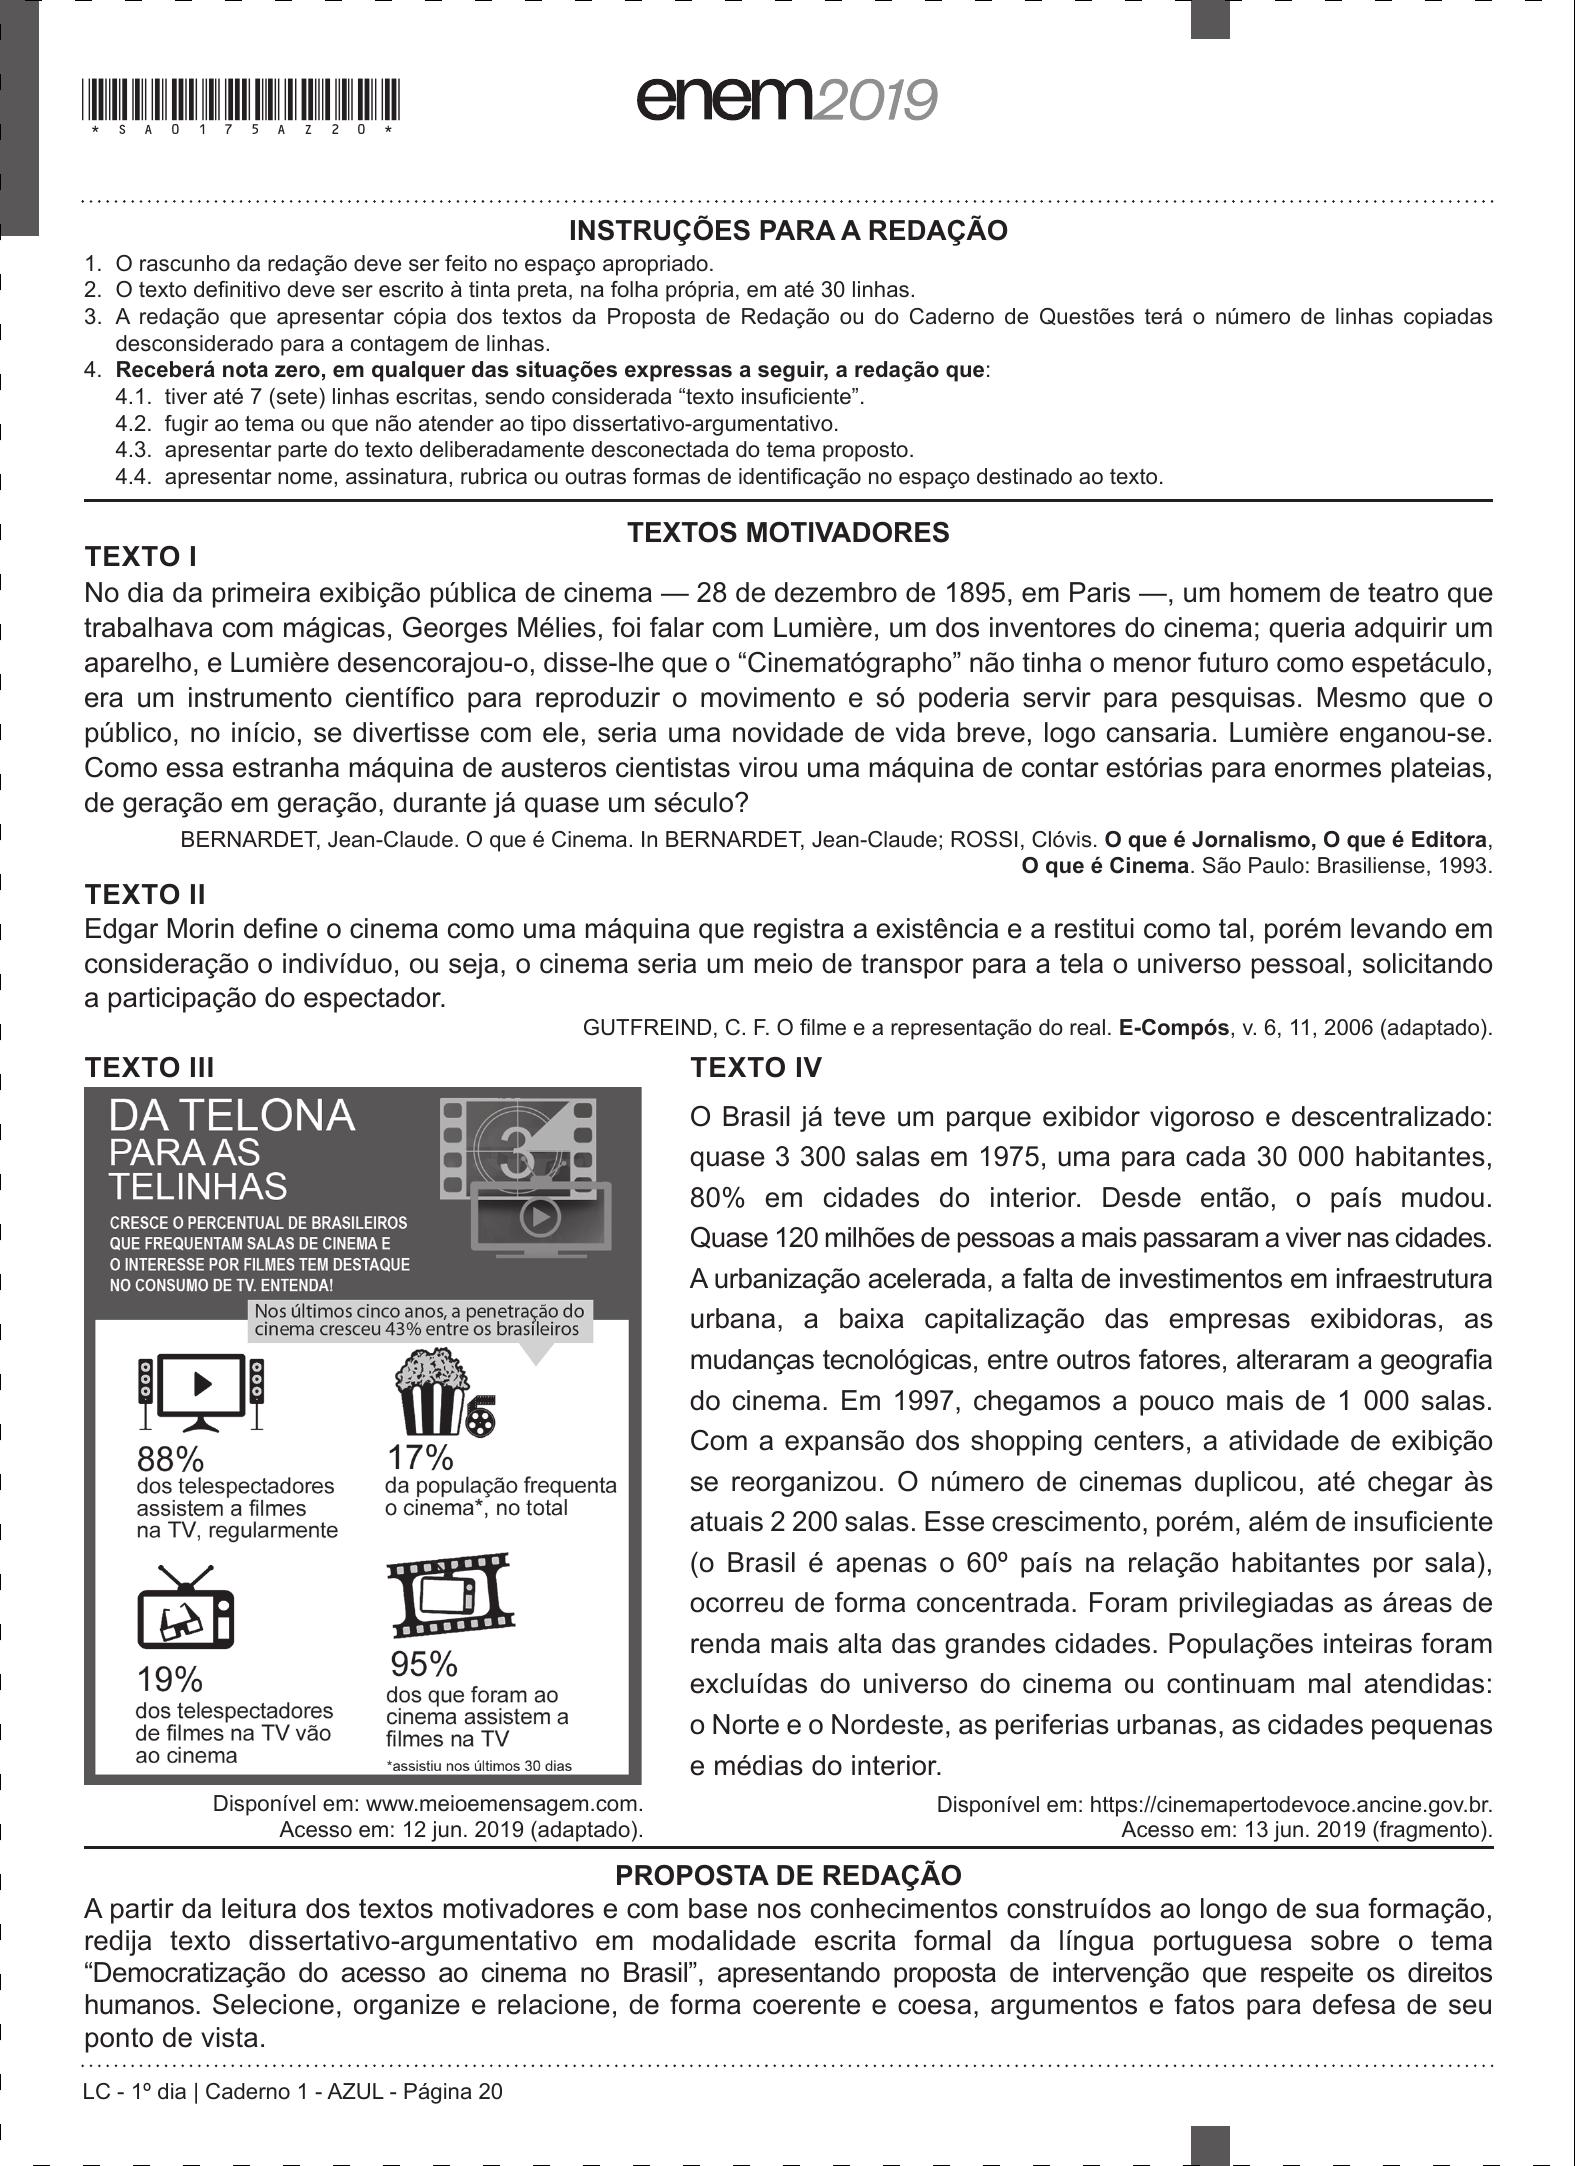 *SA0175AZ20*
enem2019
INSTRUÇÕES PARA A REDAÇÃO
1. O rascunho da redação deve ser feito no espaço apropriado.
2. O texto definitivo deve ser escrito à tinta preta, na folha própria, em até 30 linhas.
3. A redação que apresentar cópia dos textos da Proposta de Redação ou do Caderno de Questões terá o número de linhas copiadas
desconsiderado para a contagem de linhas.
4. Receberá nota zero, em qualquer das situações expressas a seguir, a redação que:
4.1. tiver até 7 (sete) linhas escritas, sendo considerada “texto insuficiente”.
4.2. fugir ao tema ou que não atender ao tipo dissertativo-argumentativo.
4.3. apresentar parte do texto deliberadamente desconectada do tema proposto.
4.4. apresentar nome, assinatura, rubrica ou outras formas de identificação no espaço destinado ao texto.
TEXTOS MOTIVADORES
TEXTO I
No dia da primeira exibição pública de cinema — 28 de dezembro de 1895, em Paris —, um homem de teatro que
trabalhava com mágicas, Georges Mélies, foi falar com Lumière, um dos inventores do cinema; queria adquirir um
aparelho, e Lumière desencorajou-o, disse-lhe que o “Cinematógrapho” não tinha o menor futuro como espetáculo,
era um instrumento científico para reproduzir o movimento e só poderia servir para pesquisas. Mesmo que o
público, no início, se divertisse com ele, seria uma novidade de vida breve, logo cansaria. Lumière enganou-se.
Como essa estranha máquina de austeros cientistas virou uma máquina de contar estórias para enormes plateias,
de geração em geração, durante já quase um século?
BERNARDET, Jean-Claude. O que é Cinema. In BERNARDET, Jean-Claude; ROSSI, Clóvis. O que é Jornalismo, O que é Editora,
O que é Cinema. São Paulo: Brasiliense, 1993.
TEXTO II
Edgar Morin define o cinema como uma máquina que registra a existência e a restitui como tal, porém levando em
consideração o indivíduo, ou seja, o cinema seria um meio de transpor para a tela o universo pessoal, solicitando
a participação do espectador.
GUTFREIND, C. F. O filme e a representação do real. E-Compós, v. 6, 11, 2006 (adaptado).
TEXTO III
DA TELONA
PARA AS
TELINHAS
3
CRESCE O PERCENTUAL DE BRASILEIROS
QUE FREQUENTAM SALAS DE CINEMA E
O INTERESSE POR FILMES TEM DESTAQUE
NO CONSUMO DE TV. ENTENDA!
Nos últimos cinco anos, a penetração do
cinema cresceu 43% entre os brasileiros
88%
dos telespectadores
assistem a filmes
na TV, regularmente
17%
da população frequenta
o cinema*, no total
19%
dos telespectadores
de filmes na TV vão
ao cinema
95%
dos que foram ao
cinema assistem a
filmes na TV
*assistiu nos últimos 30 dias
Disponível em: www.meioemensagem.com.
Acesso em: 12 jun. 2019 (adaptado).
TEXTO IV
O Brasil já teve um parque exibidor vigoroso e descentralizado:
quase 3 300 salas em 1975, uma para cada 30 000 habitantes,
80% em cidades do interior. Desde então, o país mudou.
Quase 120 milhões de pessoas a mais passaram a viver nas cidades.
A urbanização acelerada, a falta de investimentos em infraestrutura
urbana, a baixa capitalização das empresas exibidoras, as
mudanças tecnológicas, entre outros fatores, alteraram a geografia
do cinema. Em 1997, chegamos a pouco mais de 1 000 salas.
Com a expansão dos shopping centers, a atividade de exibição
se reorganizou. O número de cinemas duplicou, até chegar às
atuais 2 200 salas. Esse crescimento, porém, além de insuficiente
(o Brasil é apenas o 60º país na relação habitantes por sala),
ocorreu de forma concentrada. Foram privilegiadas as áreas de
renda mais alta das grandes cidades. Populações inteiras foram
excluídas do universo do cinema ou continuam mal atendidas:
o Norte e o Nordeste, as periferias urbanas, as cidades pequenas
e médias do interior.
Disponível em: https://cinemapertodevoce.ancine.gov.br.
Acesso em: 13 jun. 2019 (fragmento).
PROPOSTA DE REDAÇÃO
A partir da leitura dos textos motivadores e com base nos conhecimentos construídos ao longo de sua formação,
redija texto dissertativo-argumentativo em modalidade escrita formal da língua portuguesa sobre o tema
“Democratização do acesso ao cinema no Brasil”, apresentando proposta de intervenção que respeite os direitos
humanos. Selecione, organize e relacione, de forma coerente e coesa, argumentos e fatos para defesa de seu
ponto de vista.
LC - 1º dia | Caderno 1 - AZUL - Página 20